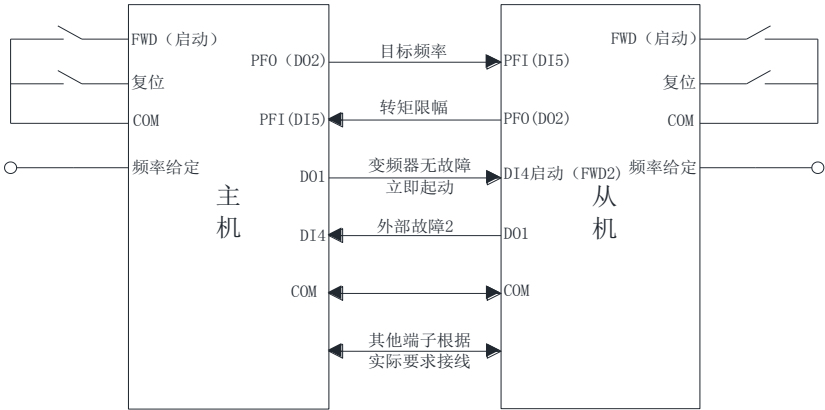 FWD（启动）
复位
COM
频率给定
主
机
PFO（DO2）
PFI(DI5)
DO1
DI4
COM
目标频率
转矩限幅
变频器无故障
立即起动
外部故障2
其他端子根据
实际要求接线
PFI(DI5)
PFO(DO2)
DI4启动（FWD2）
DO1
COM
从
机
FWD（启动）
复位
COM
频率给定